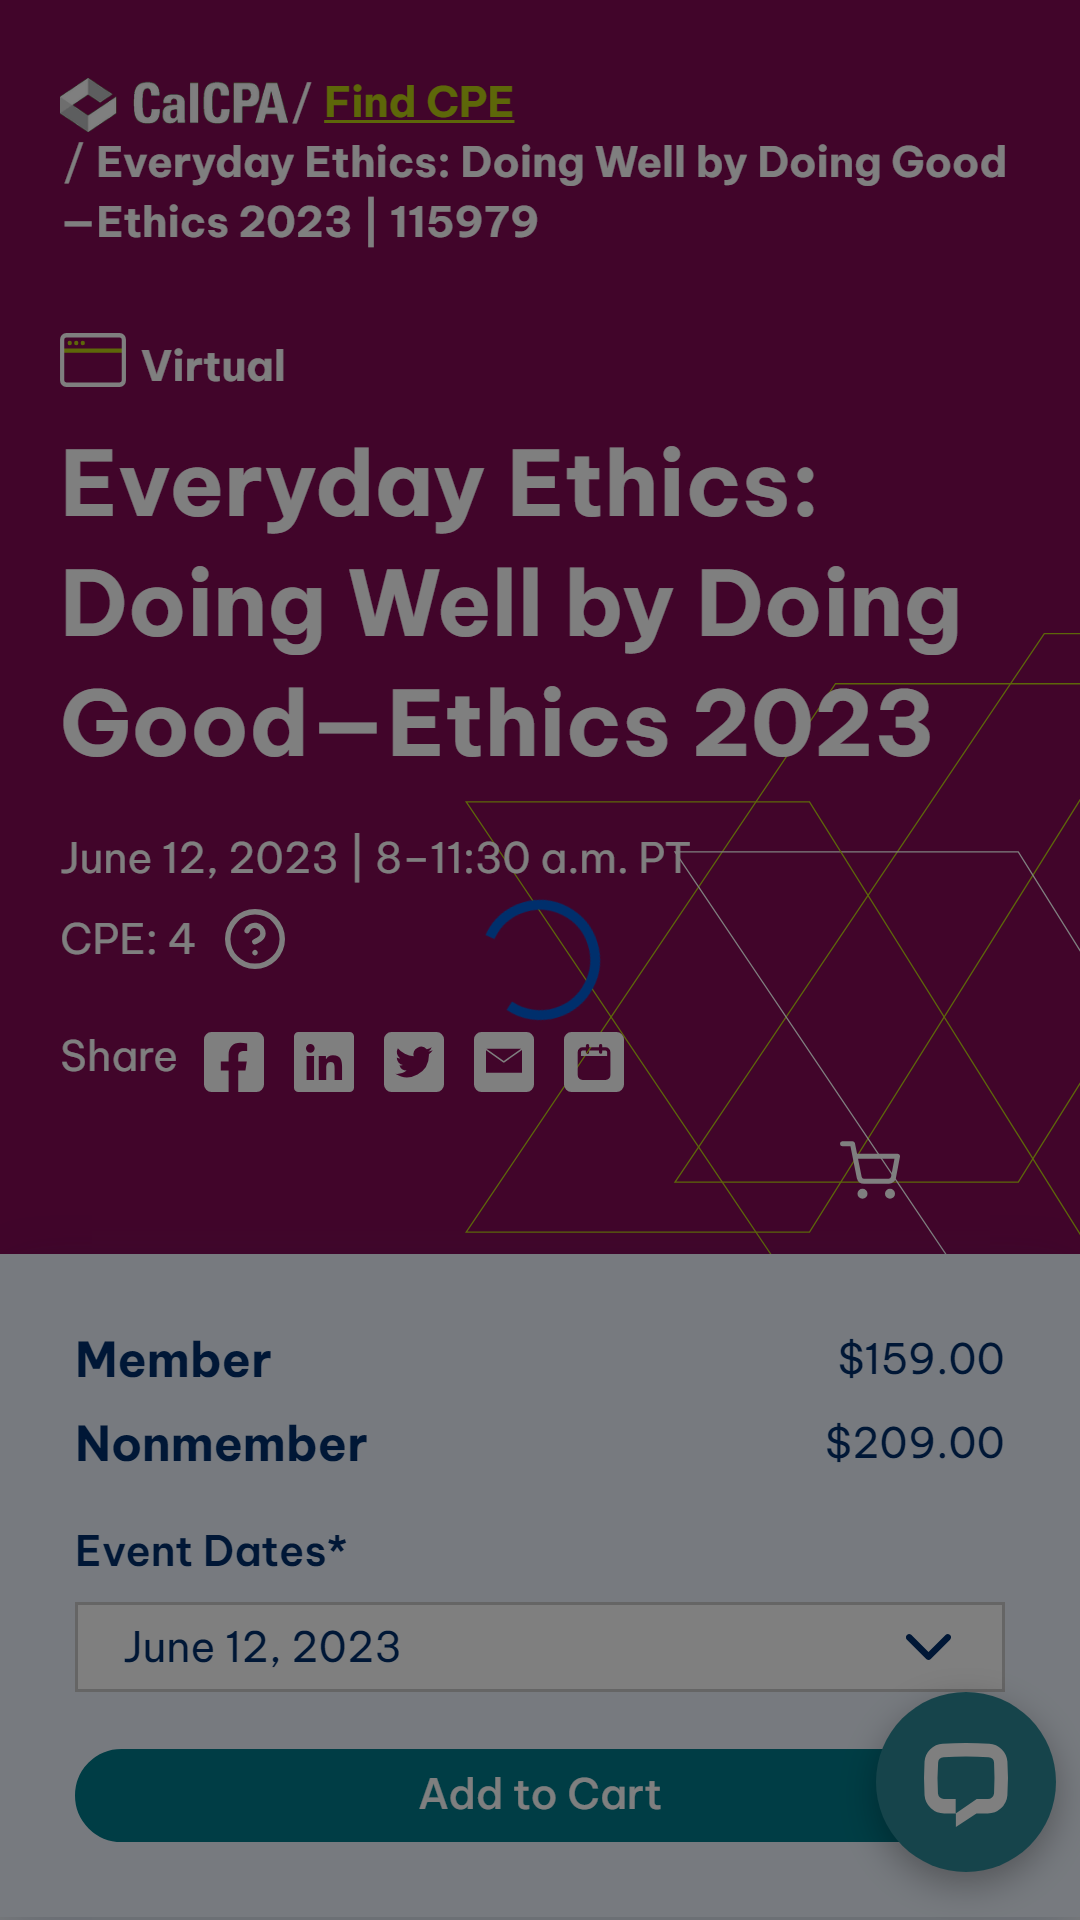 CalCPA / Find CPE
/ Everyday Ethics: Doing Well by Doing Good
—Ethics 2023 | 115979
Virtual
Everyday Ethics:
Doing Well by Doing
Good—Ethics 2023
June 12, 2023 | 8–11:30 a.m. PT
CPE: 4 ?
Share
Member $159.00
Nonmember $209.00
Event Dates*
June 12, 2023
Add to Cart